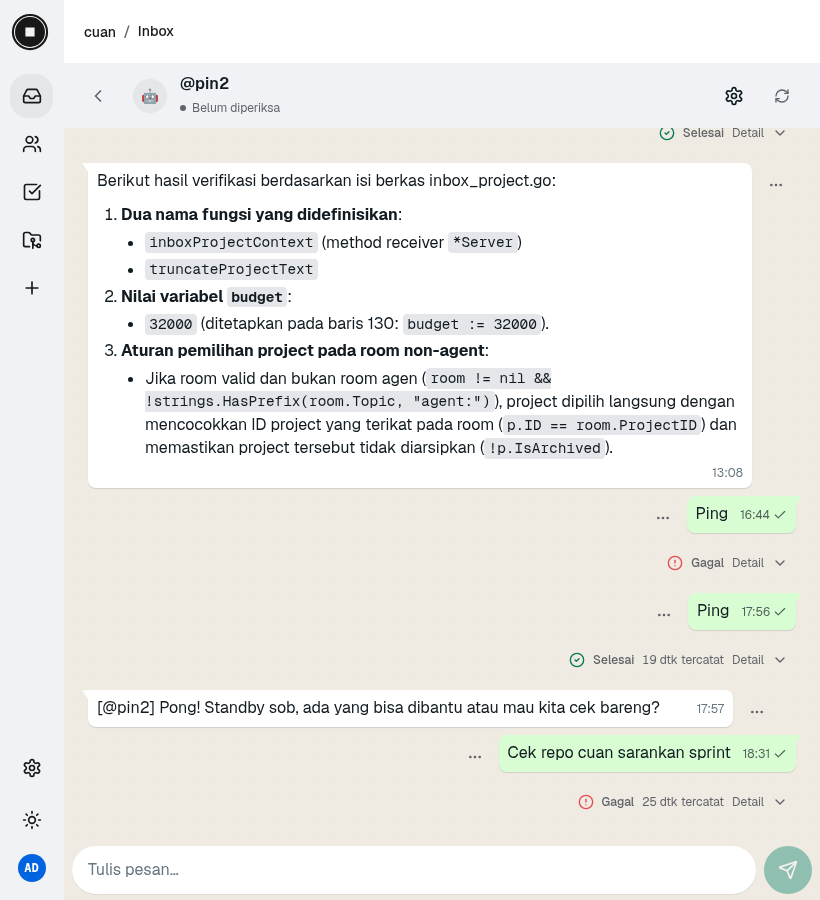 cuan / Inbox
@pin2
Belum diperiksa
Selesai Detail
Berikut hasil verifikasi berdasarkan isi berkas inbox_project.go:
1. Dua nama fungsi yang didefinisikan:
• inboxProjectContext (method receiver *Server)
• truncateProjectText
2. Nilai variabel budget:
• 32000 (ditetapkan pada baris 130: budget := 32000).
3. Aturan pemilihan project pada room non-agent:
• Jika room valid dan bukan room agen (room != nil &&
!strings.HasPrefix(room.Topic, "agent:")), project dipilih langsung dengan
mencocokkan ID project yang terikat pada room (p.ID == room.ProjectID) dan
memastikan project tersebut tidak diarsipkan (!p.IsArchived).
13:08
... 
Ping 16:44
Gagal Detail
Ping 17:56
Selesai 19 dtk tercatat Detail
[@pin2] Pong! Standby sob, ada yang bisa dibantu atau mau kita cek bareng? 17:57
Cek repo cuan sarankan sprint 18:31
Gagal 25 dtk tercatat Detail
AD
Tulis pesan...